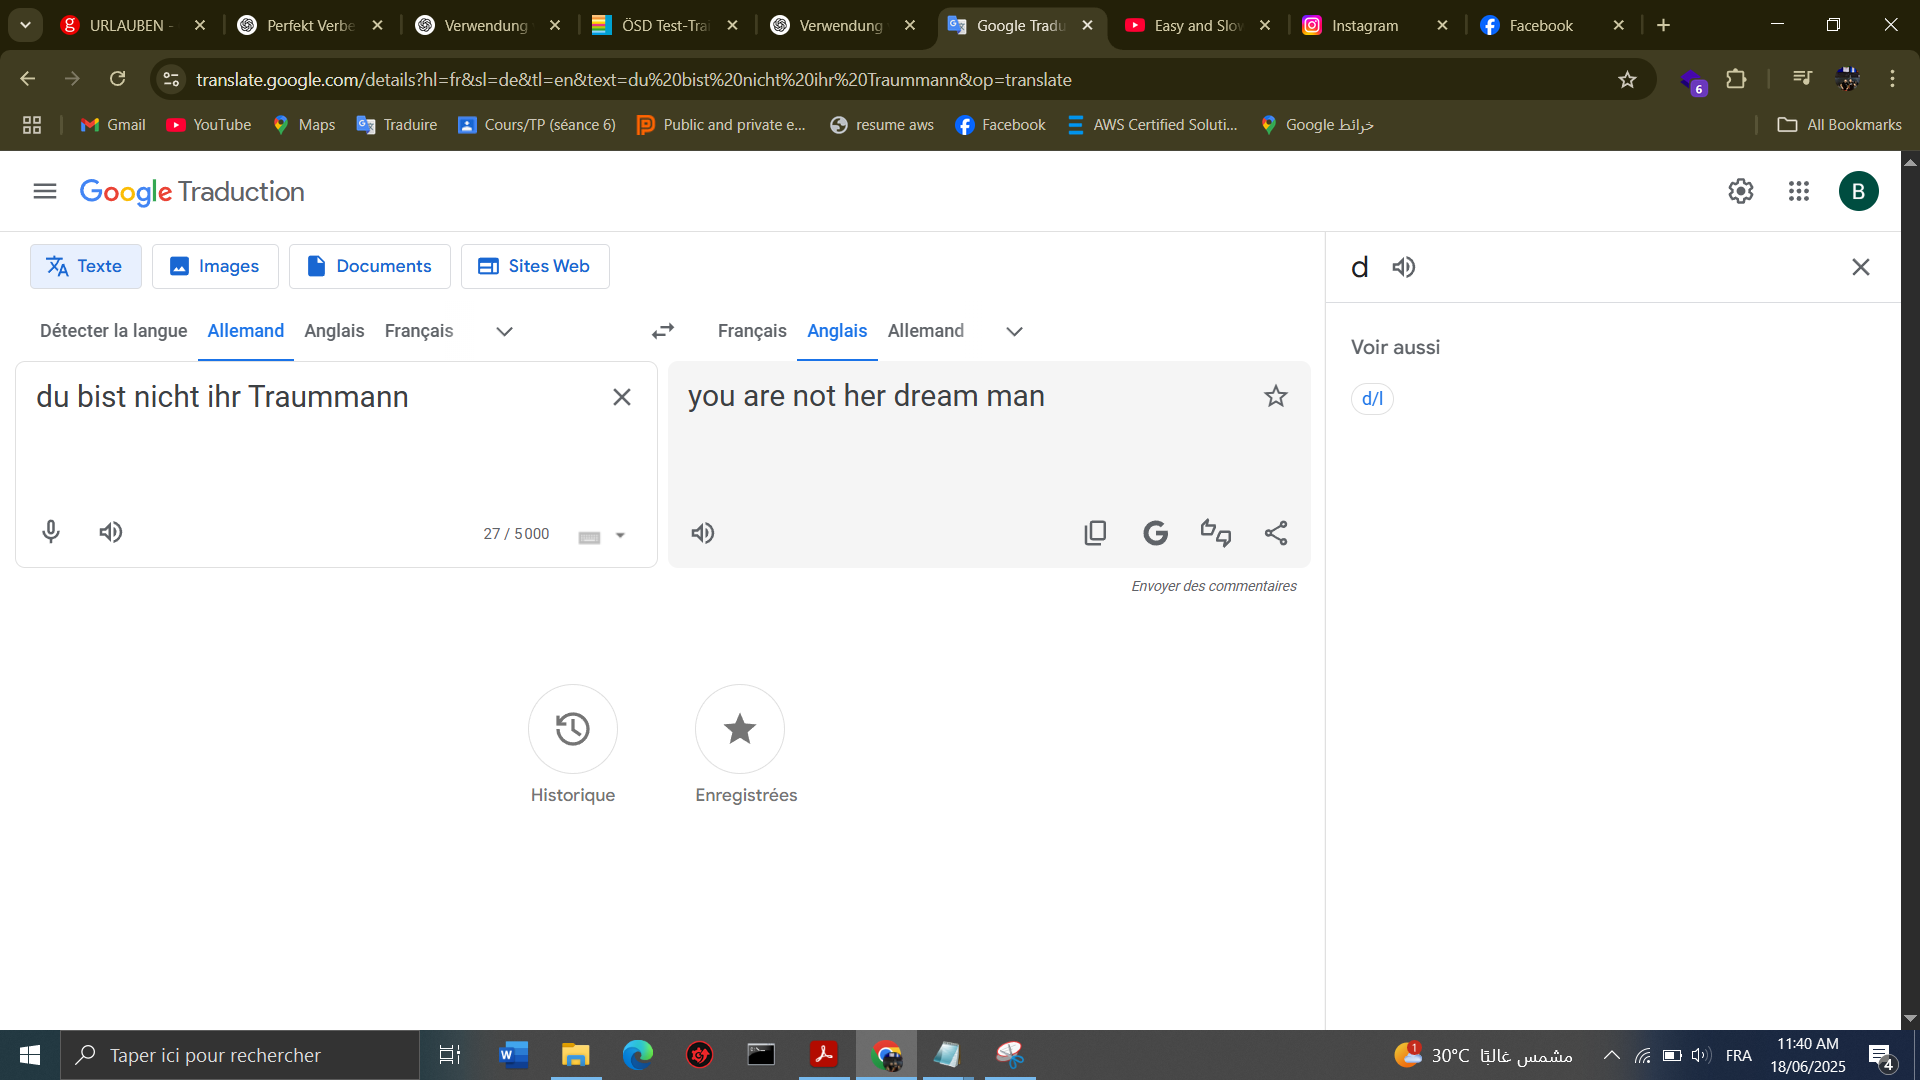 URLAUBEN -
Perfekt Verbe
Verwendung
ÖSD Test-Trai
Verwendung
Google Tradu
Easy and Slow
Instagram
Facebook
translate.google.com/details?hl=fr&sl=de&tl=en&text=du%20bist%20nicht%20ihr%20Traummann&op=translate
6
Gmail
YouTube
Maps
Traduire
Cours/TP (séance 6)
Public and private e...
resume aws
Facebook
AWS Certified Soluti...
خرائط Google
All Bookmarks
Google Traduction
B
Texte
Images
Documents
Sites Web
Détecter la langue
Allemand
Anglais
Français
Français
Anglais
Allemand
du bist nicht ihr Traummann
27 / 5 000
you are not her dream man
Envoyer des commentaires
Historique
Enregistrées
d
Voir aussi
d/l
Taper ici pour rechercher
1
30°C مشمس غالبًا
FRA
11:40 AM
18/06/2025
4